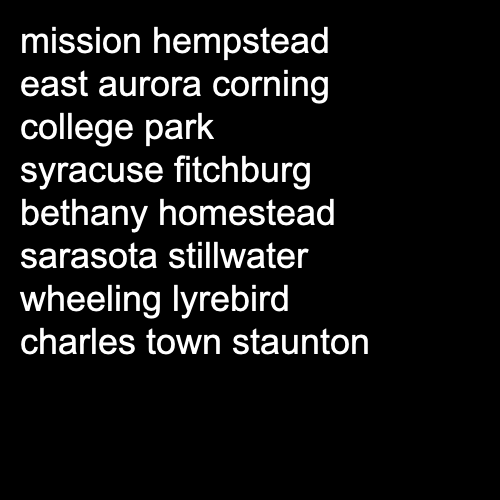 mission hempstead
east aurora corning
college park
syracuse fitchburg
bethany homestead
sarasota stillwater
wheeling lyrebird
charles town staunton